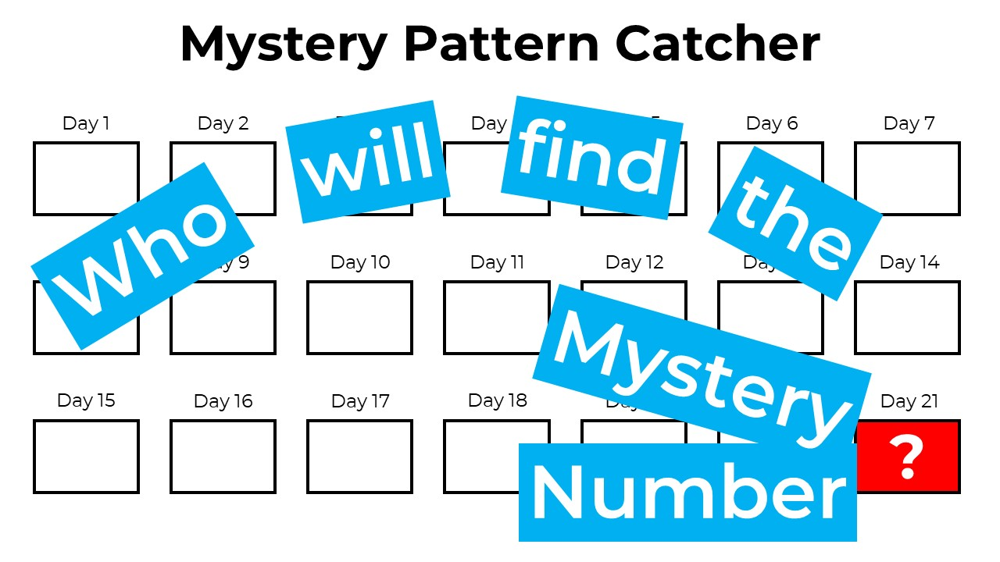 Mystery Pattern Catcher
Day 1 Day 2 Day Day 6 Day 7
Who will find the Mystery Number
9 Day 10 Day 11 Day 12 Day 14
Day 15 Day 16 Day 17 Day 18 Day 21
?